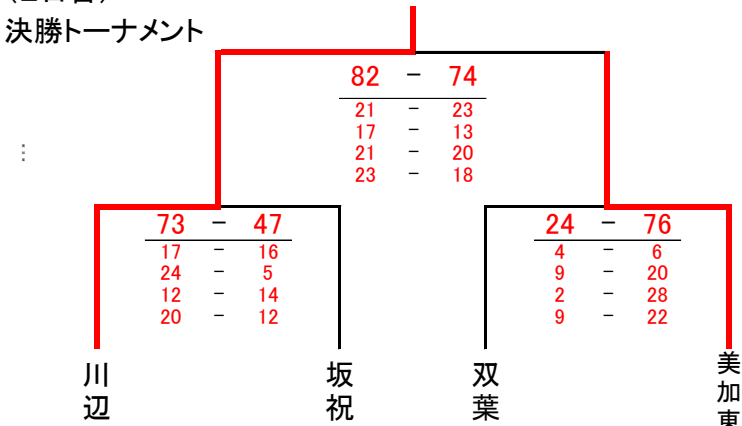 決勝トーナメント
82 － 74
21 － 23
17 － 13
21 － 20
23 － 18
73 － 47
17 － 16
24 － 5
12 － 14
20 － 12
24 － 76
4 － 6
9 － 20
2 － 28
9 － 22
川辺
坂祝
双葉
美加東